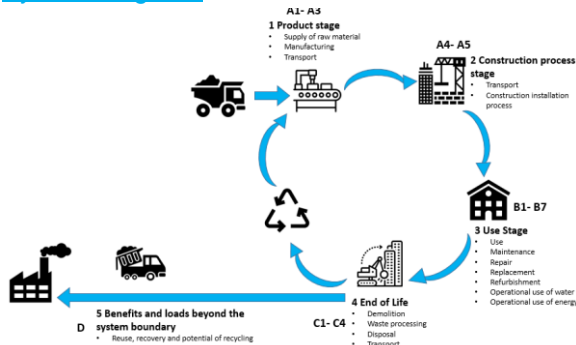 A1- A3
1 Product stage
• Supply of raw material
• Manufacturing
• Transport
A4- A5
2 Construction process
stage
• Transport
• Construction installation
process
B1- B7
3 Use Stage
• Use
• Maintenance
• Repair
• Replacement
• Refurbishment
• Operational use of water
• Operational use of energy
4 End of Life
C1- C4
• Demolition
• Waste processing
• Disposal
• Transport
5 Benefits and loads beyond the
D system boundary
• Reuse, recovery and potential of recycling